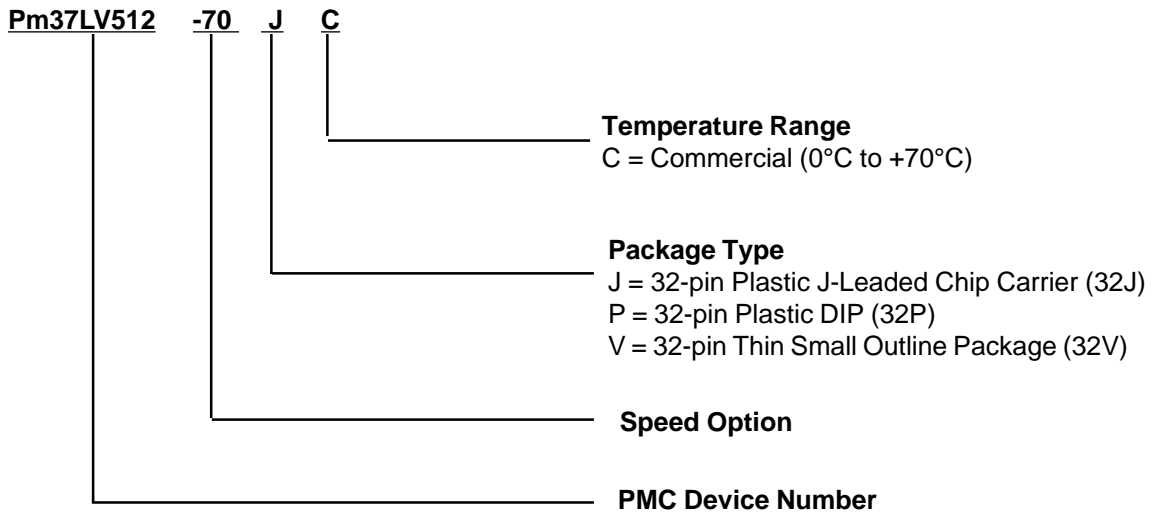 Pm37LV512 -70 J C
Temperature Range
C = Commercial (0°C to +70°C)
Package Type
J = 32-pin Plastic J-Leaded Chip Carrier (32J)
P = 32-pin Plastic DIP (32P)
V = 32-pin Thin Small Outline Package (32V)
Speed Option
PMC Device Number